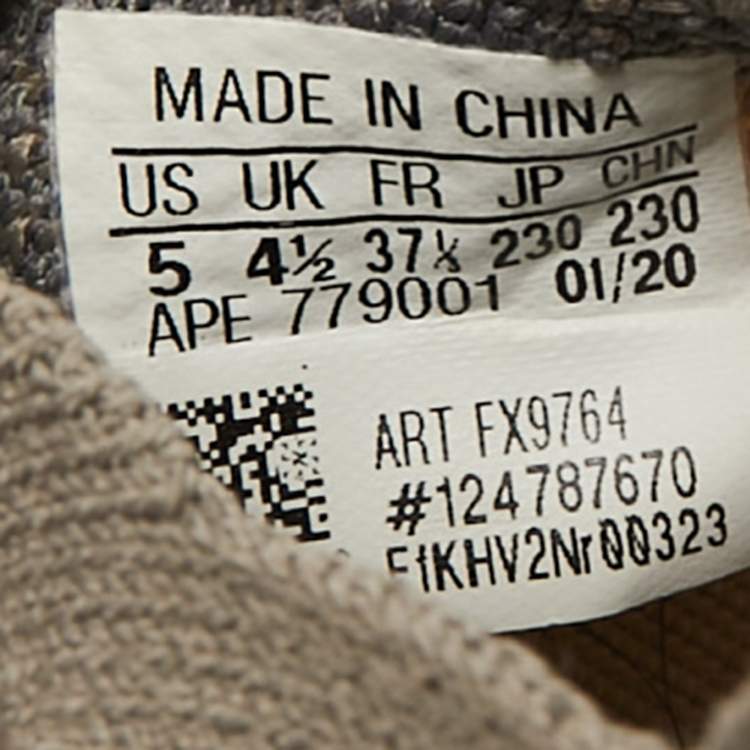 MADE IN CHINA
US UK FR JP CHN
5 4½ 37⅓ 230 230
APE 779001 01/20
ART FX9764
#124787670
EfKHV2Nr00323